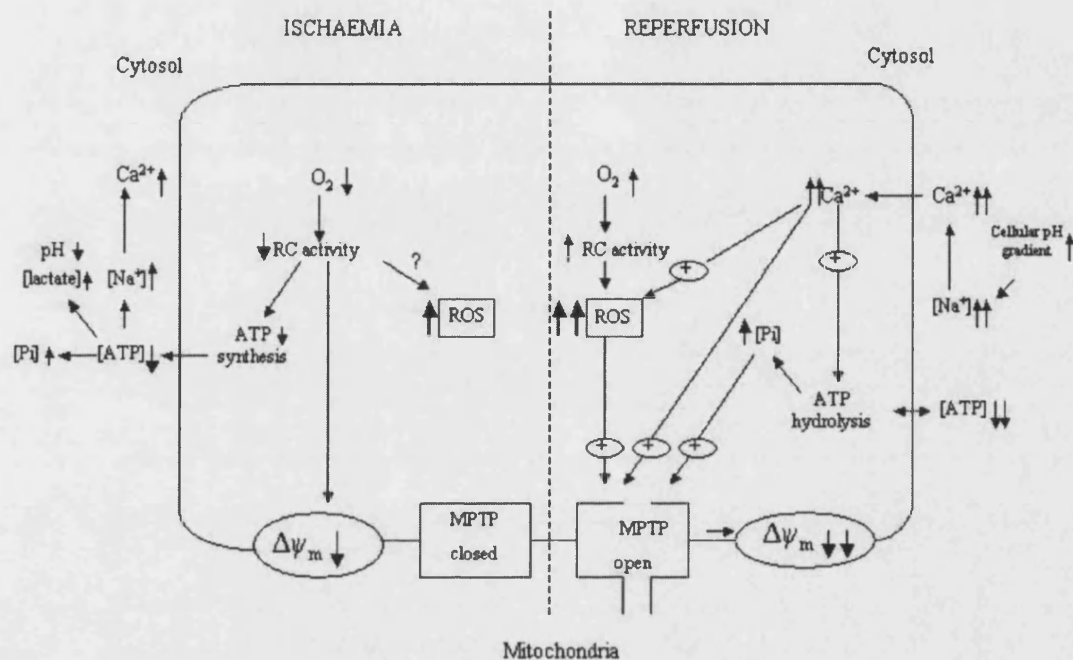 ISCHAEMIA
REPERFUSION
Cytosol
Cytosol
Ca²⁺ ↑
O₂ ↓
O₂ ↑
↑↑ Ca²⁺
Ca²⁺ ↑↑
pH ↓
[lactate] ↑
[Na⁺] ↑
↓ RC activity
?
↑ RC activity
+
+
Cellular pH
gradient ↑
↑ ROS
↑↑ ROS
[Na⁺] ↑↑
[Pi] ↑
[ATP] ↓
ATP ↓
synthesis
↑ [Pi]
ATP
hydrolysis
[ATP] ↓↓
+
+
+
Δψm ↓
MPTP
closed
MPTP
open
Δψm ↓↓
Mitochondria